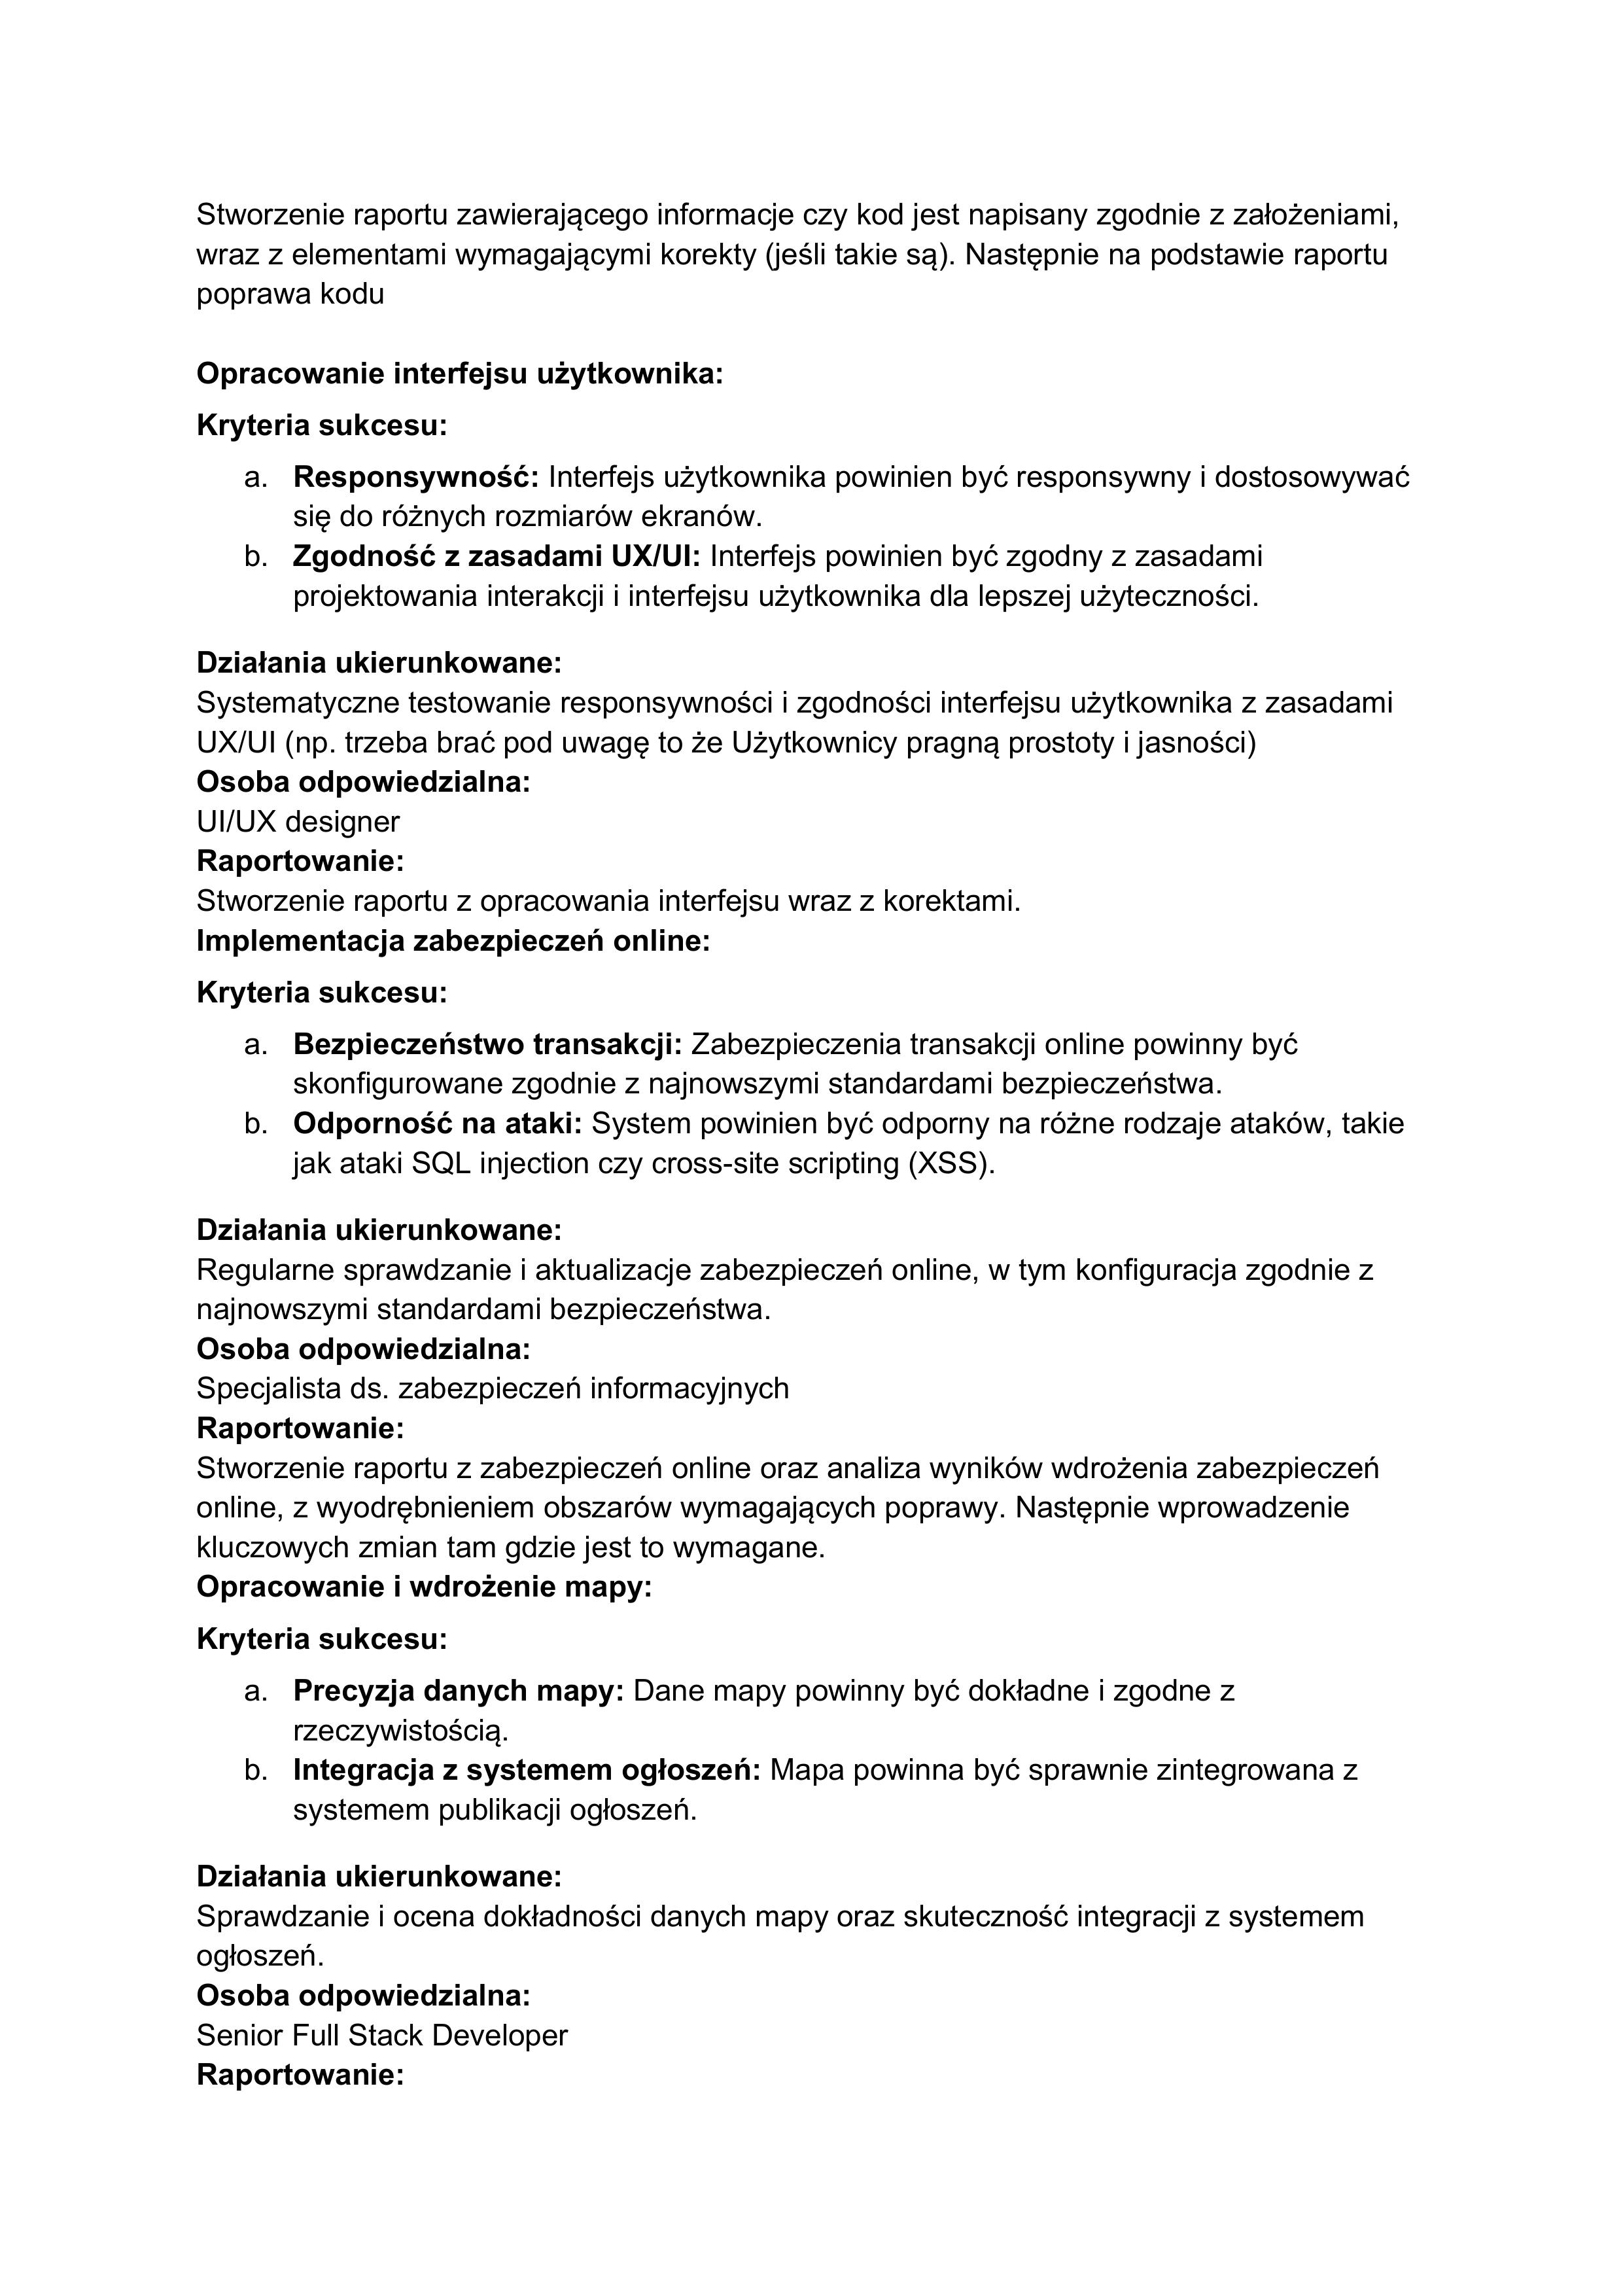 Stworzenie raportu zawierającego informacje czy kod jest napisany zgodnie z założeniami,
wraz z elementami wymagającymi korekty (jeśli takie są). Następnie na podstawie raportu
poprawa kodu
Opracowanie interfejsu użytkownika:
Kryteria sukcesu:
a. Responsywność: Interfejs użytkownika powinien być responsywny i dostosowywać
się do różnych rozmiarów ekranów.
b. Zgodność z zasadami UX/UI: Interfejs powinien być zgodny z zasadami
projektowania interakcji i interfejsu użytkownika dla lepszej użyteczności.
Działania ukierunkowane:
Systematyczne testowanie responsywności i zgodności interfejsu użytkownika z zasadami
UX/UI (np. trzeba brać pod uwagę to że Użytkownicy pragną prostoty i jasności)
Osoba odpowiedzialna:
UI/UX designer
Raportowanie:
Stworzenie raportu z opracowania interfejsu wraz z korektami.
Implementacja zabezpieczeń online:
Kryteria sukcesu:
a. Bezpieczeństwo transakcji: Zabezpieczenia transakcji online powinny być
skonfigurowane zgodnie z najnowszymi standardami bezpieczeństwa.
b. Odporność na ataki: System powinien być odporny na różne rodzaje ataków, takie
jak ataki SQL injection czy cross-site scripting (XSS).
Działania ukierunkowane:
Regularne sprawdzanie i aktualizacje zabezpieczeń online, w tym konfiguracja zgodnie z
najnowszymi standardami bezpieczeństwa.
Osoba odpowiedzialna:
Specjalista ds. zabezpieczeń informacyjnych
Raportowanie:
Stworzenie raportu z zabezpieczeń online oraz analiza wyników wdrożenia zabezpieczeń
online, z wyodrębnieniem obszarów wymagających poprawy. Następnie wprowadzenie
kluczowych zmian tam gdzie jest to wymagane.
Opracowanie i wdrożenie mapy:
Kryteria sukcesu:
a. Precyzja danych mapy: Dane mapy powinny być dokładne i zgodne z
rzeczywistością.
b. Integracja z systemem ogłoszeń: Mapa powinna być sprawnie zintegrowana z
systemem publikacji ogłoszeń.
Działania ukierunkowane:
Sprawdzanie i ocena dokładności danych mapy oraz skuteczność integracji z systemem
ogłoszeń.
Osoba odpowiedzialna:
Senior Full Stack Developer
Raportowanie: